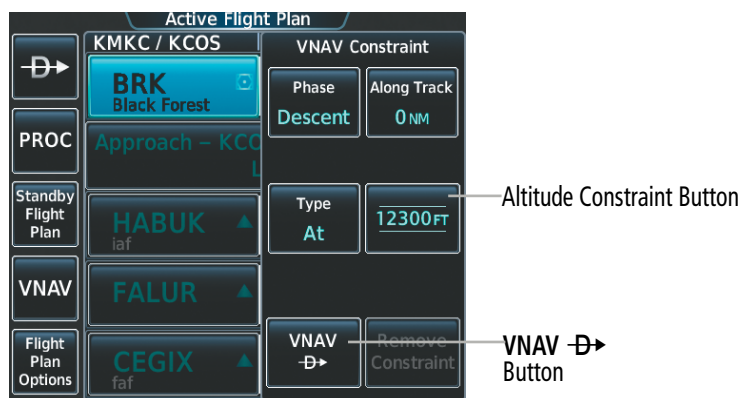 Active Flight Plan
KMKC / KCOS
VNAV Constraint
D
BRK
Black Forest
Phase
Descent
Along Track
0 NM
PROC
Approach – KCO
L
Standby
Flight
Plan
HABUK
iaf
Type
At
12300 FT
Altitude Constraint Button
VNAV
FALUR
Flight
Plan
Options
CEGIX
faf
VNAV
D
Remove
Constraint
VNAV D
Button